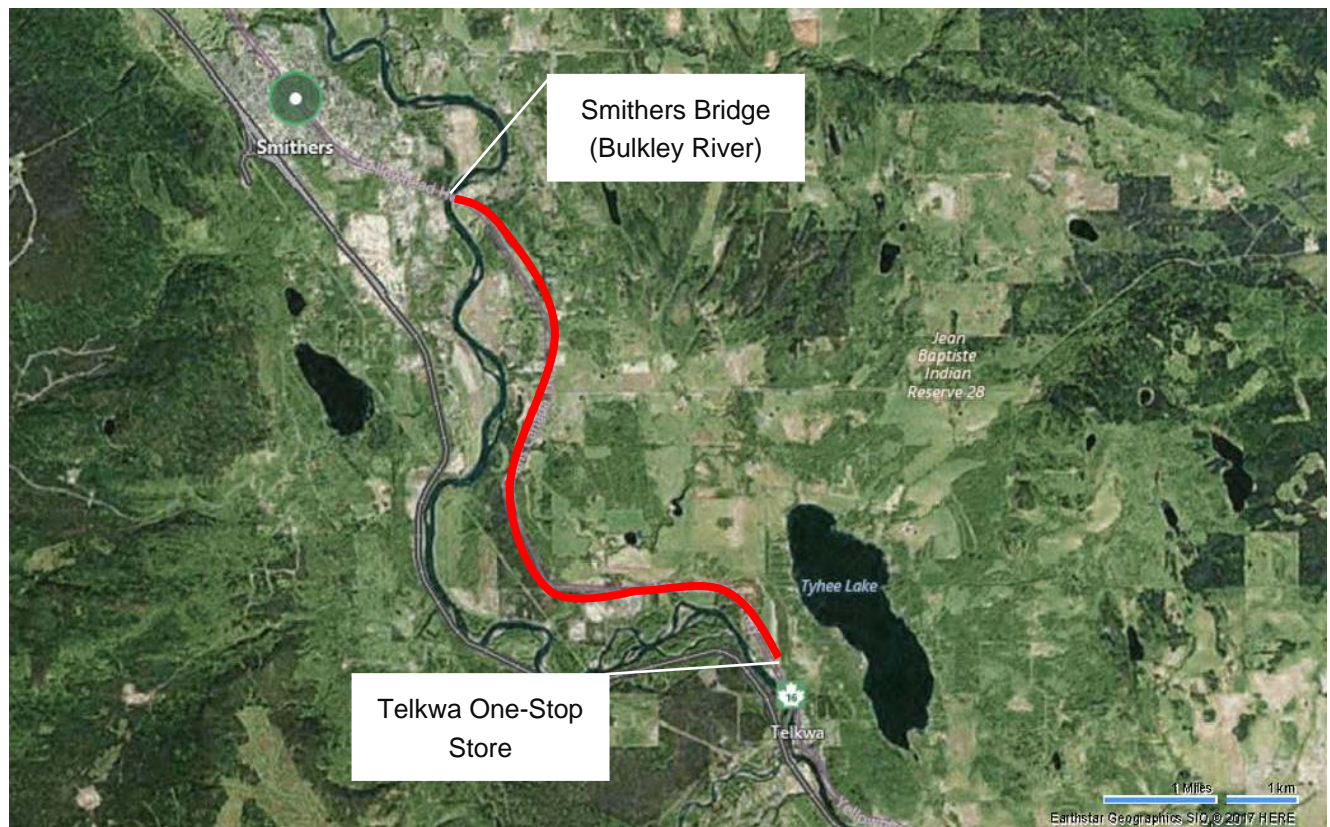 Smithers Bridge
(Bulkley River)
Smithers
Jean
Baptiste
Indian
Reserve 28
Tyhee Lake
Telkwa One-Stop
Store
16
Telkwa
1 Miles
1 km
Earthstar Geographics SIO, © 2017 HERE